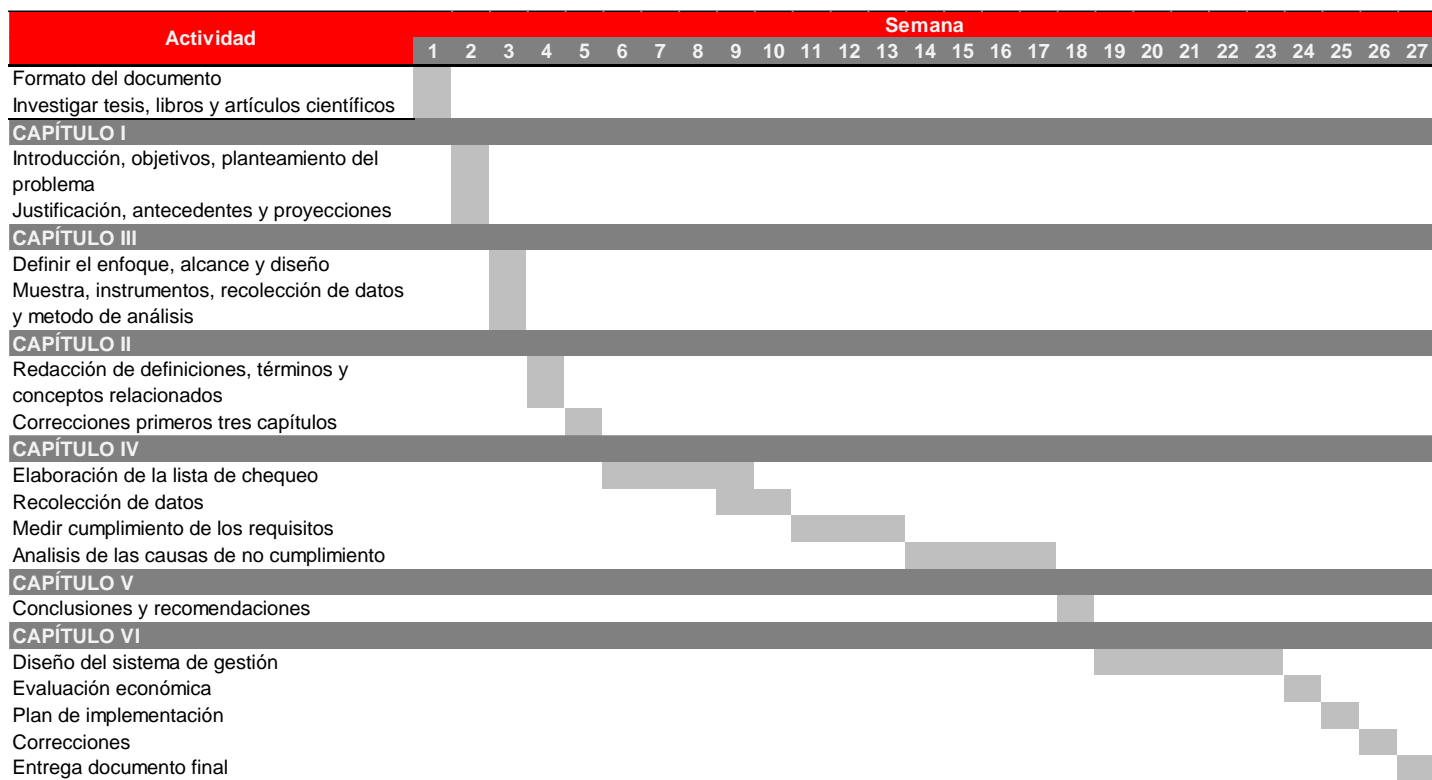 Actividad
Semana
1 2 3 4 5 6 7 8 9 10 11 12 13 14 15 16 17 18 19 20 21 22 23 24 25 26 27
Formato del documento
Investigar tesis, libros y artículos científicos
CAPÍTULO I
Introducción, objetivos, planteamiento del
problema
Justificación, antecedentes y proyecciones
CAPÍTULO III
Definir el enfoque, alcance y diseño
Muestra, instrumentos, recolección de datos
y metodo de análisis
CAPÍTULO II
Redacción de definiciones, términos y
conceptos relacionados
Correcciones primeros tres capítulos
CAPÍTULO IV
Elaboración de la lista de chequeo
Recolección de datos
Medir cumplimiento de los requisitos
Analisis de las causas de no cumplimiento
CAPÍTULO V
Conclusiones y recomendaciones
CAPÍTULO VI
Diseño del sistema de gestión
Evaluación económica
Plan de implementación
Correcciones
Entrega documento final